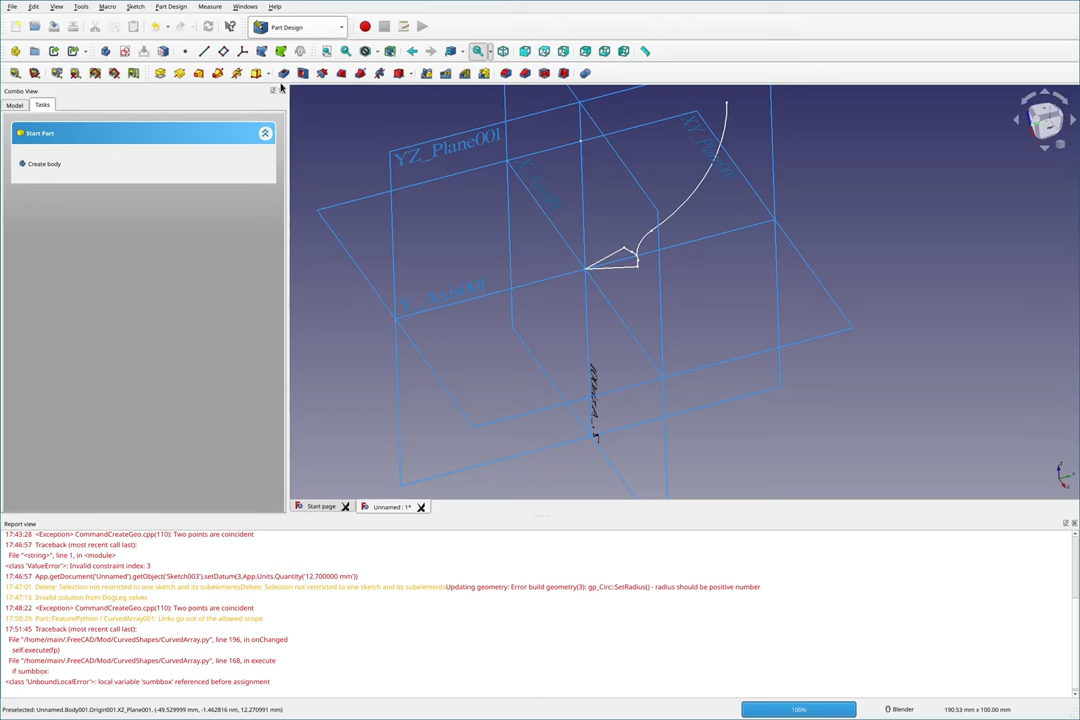 File Edit View Tools Macro Sketch Part Design Measure Windows Help
Part Design
Combo View
Model Tasks
Start Part
Create body
YZ_Plane001
Start page
Unnamed : 1*
Report view
17:43:28 <Exception> CommandCreateGeo.cpp(110): Two points are coincident
17:46:57 Traceback (most recent call last):
File "<string>", line 1, in <module>
<class 'ValueError'>: Invalid constraint index: 3
17:46:57 App.getDocument('Unnamed').getObject('Sketch003').setDatum(3,App.Units.Quantity('12.700000 mm'))
17:47:01 Delete: Selection not restricted to one sketch and its subelementsDelete: Selection not restricted to one sketch and its subelementsUpdating geometry: Error build geometry(3): gp_Circ::SetRadius() - radius should be positive number
17:47:15 Invalid solution from DogLeg solver.
17:48:22 <Exception> CommandCreateGeo.cpp(110): Two points are coincident
17:50:29 Part::FeaturePython / CurvedArray001: Links go out of the allowed scope
17:51:45 Traceback (most recent call last):
File "/home/main/.FreeCAD/Mod/CurvedShapes/CurvedArray.py", line 196, in onChanged
self.execute(fp)
File "/home/main/.FreeCAD/Mod/CurvedShapes/CurvedArray.py", line 168, in execute
if sumbbox:
<class 'UnboundLocalError'>: local variable 'sumbbox' referenced before assignment
Preselected: Unnamed.Body001.Origin001.XZ_Plane001. (-49.529999 mm, -1.462816 mm, 12.270991 mm)
100%
Blender
190.53 mm x 100.00 mm